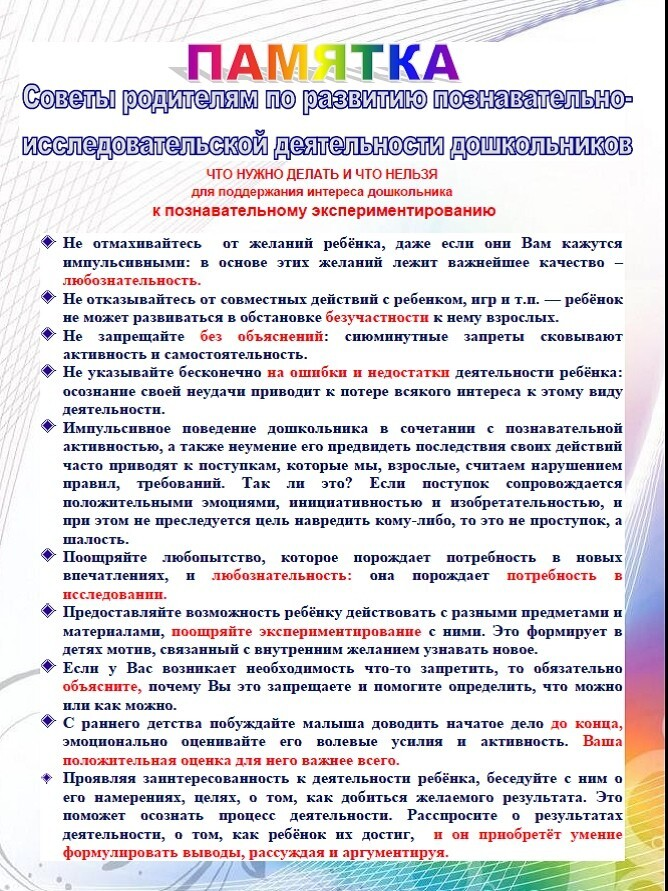 ПАМЯТКА
Советы родителям по развитию познавательно-
исследовательской деятельности дошкольников
ЧТО НУЖНО ДЕЛАТЬ И ЧТО НЕЛЬЗЯ
для поддержания интереса дошкольника
к познавательному экспериментированию
Не отмахивайтесь от желаний ребёнка, даже если они Вам кажутся
импульсивными: в основе этих желаний лежит важнейшее качество –
любознательность.
Не отказывайтесь от совместных действий с ребенком, игр и т.п. — ребёнок
не может развиваться в обстановке безучастности к нему взрослых.
Не запрещайте без объяснений: сиюминутные запреты сковывают
активность и самостоятельность.
Не указывайте бесконечно на ошибки и недостатки деятельности ребёнка:
осознание своей неудачи приводит к потере всякого интереса к этому виду
деятельности.
Импульсивное поведение дошкольника в сочетании с познавательной
активностью, а также неумение его предвидеть последствия своих действий
часто приводят к поступкам, которые мы, взрослые, считаем нарушением
правил, требований. Так ли это? Если поступок сопровождается
положительными эмоциями, инициативностью и изобретательностью, и
при этом не преследуется цель навредить кому-либо, то это не проступок, а
шалость.
Поощряйте любопытство, которое порождает потребность в новых
впечатлениях, и любознательность: она порождает потребность в
исследовании.
Предоставляйте возможность ребёнку действовать с разными предметами и
материалами, поощряйте экспериментирование с ними. Это формирует в
детях мотив, связанный с внутренним желанием узнавать новое.
Если у Вас возникает необходимость что-то запретить, то обязательно
объясните, почему Вы это запрещаете и помогите определить, что можно
или как можно.
С раннего детства побуждайте малыша доводить начатое дело до конца,
эмоционально оценивайте его волевые усилия и активность. Ваша
положительная оценка для него важнее всего.
Проявляя заинтересованность к деятельности ребёнка, беседуйте с ним о
его намерениях, целях, о том, как добиться желаемого результата. Это
поможет осознать процесс деятельности. Расспросите о результатах
деятельности, о том, как ребёнок их достиг, и он приобретёт умение
формулировать выводы, рассуждая и аргументируя.